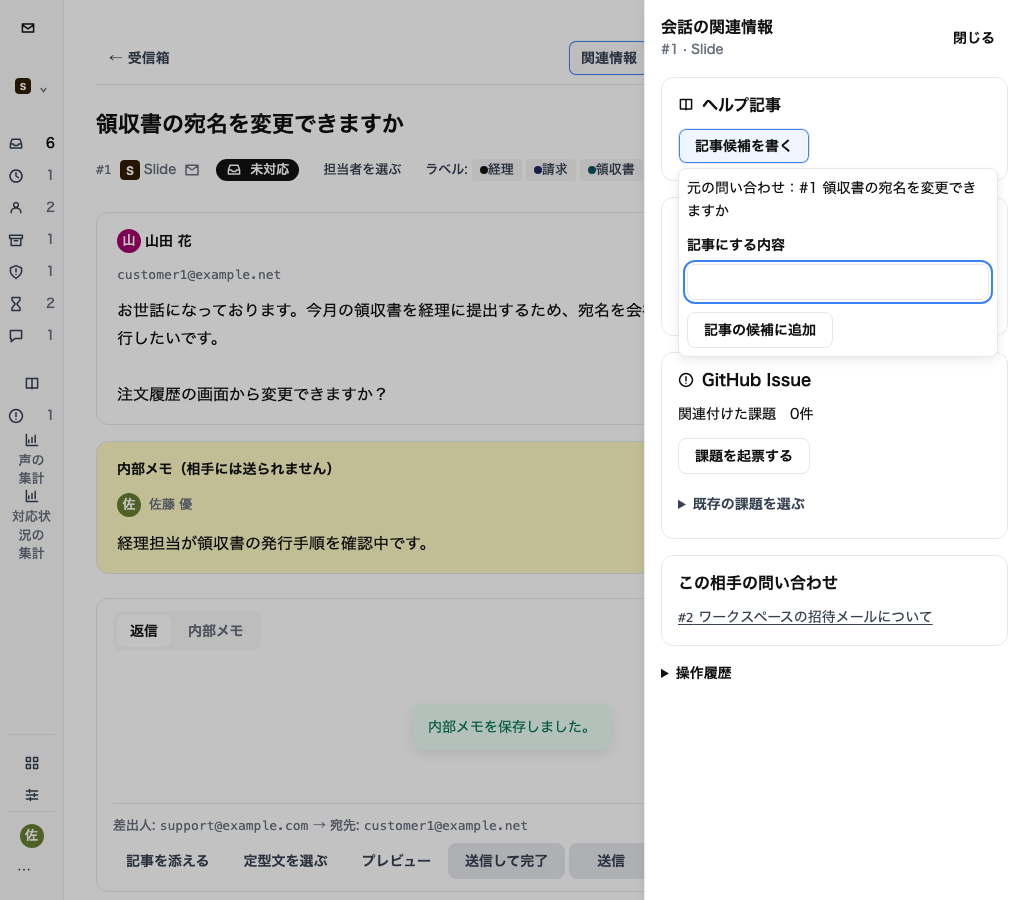 S
6
1
2
1
1
2
1
1
声の
集計
対応状
況の
集計
佐
…
← 受信箱
関連情報
領収書の宛名を変更できますか
#1 S Slide 未対応 担当者を選ぶ ラベル: 経理 請求 領収書
山 山田 花
customer1@example.net
お世話になっております。今月の領収書を経理に提出するため、宛名を会
行したいです。
注文履歴の画面から変更できますか？
内部メモ（相手には送られません）
佐 佐藤 優
経理担当が領収書の発行手順を確認中です。
返信 内部メモ
内部メモを保存しました。
差出人: support@example.com → 宛先: customer1@example.net
記事を添える 定型文を選ぶ プレビュー 送信して完了 送信
会話の関連情報
#1 · Slide
閉じる
ヘルプ記事
記事候補を書く
元の問い合わせ：#1 領収書の宛名を変更でき
ますか
記事にする内容
記事の候補に追加
GitHub Issue
関連付けた課題 0件
課題を起票する
▶ 既存の課題を選ぶ
この相手の問い合わせ
#2 ワークスペースの招待メールについて
▶ 操作履歴